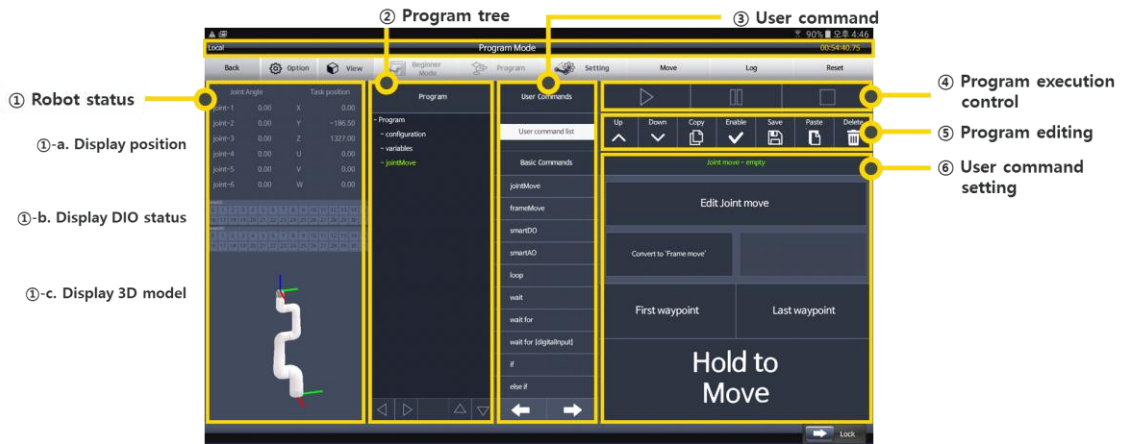 ② Program tree
③ User command
90% 오후 4:46
Local
Program Mode
00:54:40.75
Back
Option
View
Beginner Mode
Program
Setting
Move
Log
Reset
① Robot status
①-a. Display position
①-b. Display DIO status
①-c. Display 3D model
Joint Angle Task position
joint-1 0.00 X 0.00
joint-2 0.00 Y -186.50
joint-3 0.00 Z 1327.00
joint-4 0.00 U 0.00
joint-5 0.00 V 0.00
joint-6 0.00 W 0.00
Program
- Program
- configuration
- variables
- jointMove
User Commands
User command list
Basic Commands
jointMove
frameMove
smartDO
smartAO
loop
wait
wait for
wait for [digitalInput]
if
else if
④ Program execution
control
Up Down Copy Enable Save Paste Delete
⑤ Program editing
⑥ User command
setting
Joint move - empty
Edit Joint move
Convert to 'Frame move'
First waypoint
Last waypoint
Hold to
Move
Lock